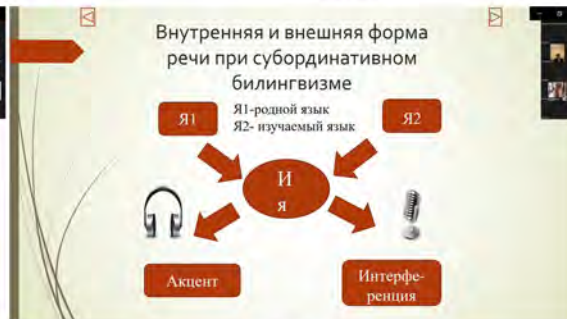 Внутренняя и внешняя форма
речи при субординативном
билингвизме
Я1
Я1-родной язык
Я2- изучаемый язык
Я2
И
я
Акцент
Интерфе-
ренция